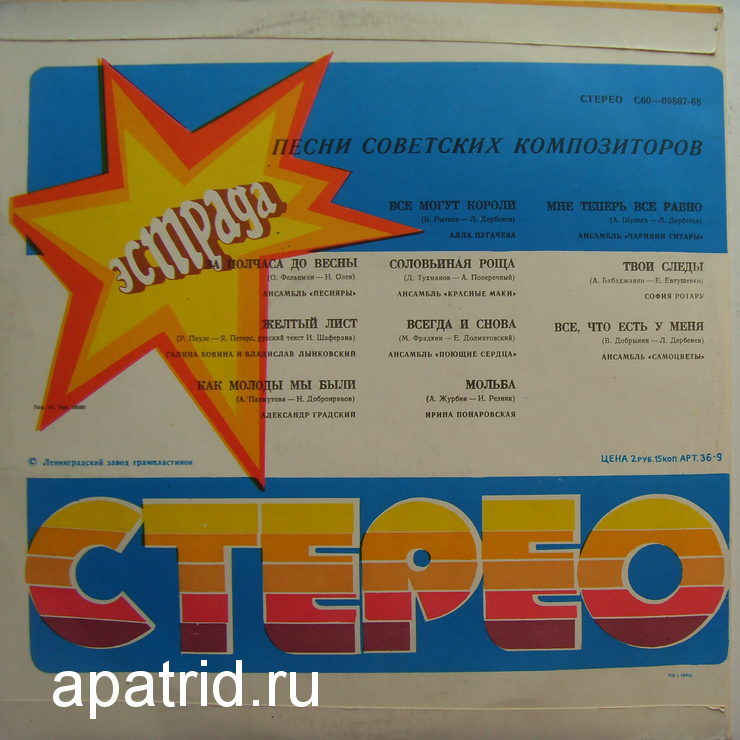 СТЕРЕО С60—09867-68
ПЕСНИ СОВЕТСКИХ КОМПОЗИТОРОВ
эстрада
ВСЕ МОГУТ КОРОЛИ
(Б. Рычков — Л. Дербенев)
АЛЛА ПУГАЧЕВА
МНЕ ТЕПЕРЬ ВСЕ РАВНО
(А. Шульга — Л. Дербенев)
АНСАМБЛЬ «ЧАРИВНИ ГИТАРЫ»
ЗА ПОЛЧАСА ДО ВЕСНЫ
(О. Фельцман — Н. Олев)
АНСАМБЛЬ «ПЕСНЯРЫ»
СОЛОВЬИНАЯ РОЩА
(Д. Тухманов — А. Поперечный)
АНСАМБЛЬ «КРАСНЫЕ МАКИ»
ТВОИ СЛЕДЫ
(А. Бабаджанян — Е. Евтушенко)
СОФИЯ РОТАРУ
ЖЕЛТЫЙ ЛИСТ
(Р. Паулс — Я. Петерс, русский текст И. Шаферана)
ГАЛИНА БОВИНА И ВЛАДИСЛАВ ЛЫНКОВСКИЙ
ВСЕГДА И СНОВА
(М. Фрадкин — Е. Долматовский)
АНСАМБЛЬ «ПОЮЩИЕ СЕРДЦА»
ВСЕ, ЧТО ЕСТЬ У МЕНЯ
(В. Добрынин — Л. Дербенев)
АНСАМБЛЬ «САМОЦВЕТЫ»
КАК МОЛОДЫ МЫ БЫЛИ
(А. Пахмутова — Н. Добронравов)
АЛЕКСАНДР ГРАДСКИЙ
МОЛЬБА
(А. Журбин — И. Резник)
ИРИНА ПОНАРОВСКАЯ
© Ленинградский завод грампластинок
ЦЕНА 2 РУБ. 15 КОП. АРТ. 36-9
СТЕРЕО
apatrid.ru